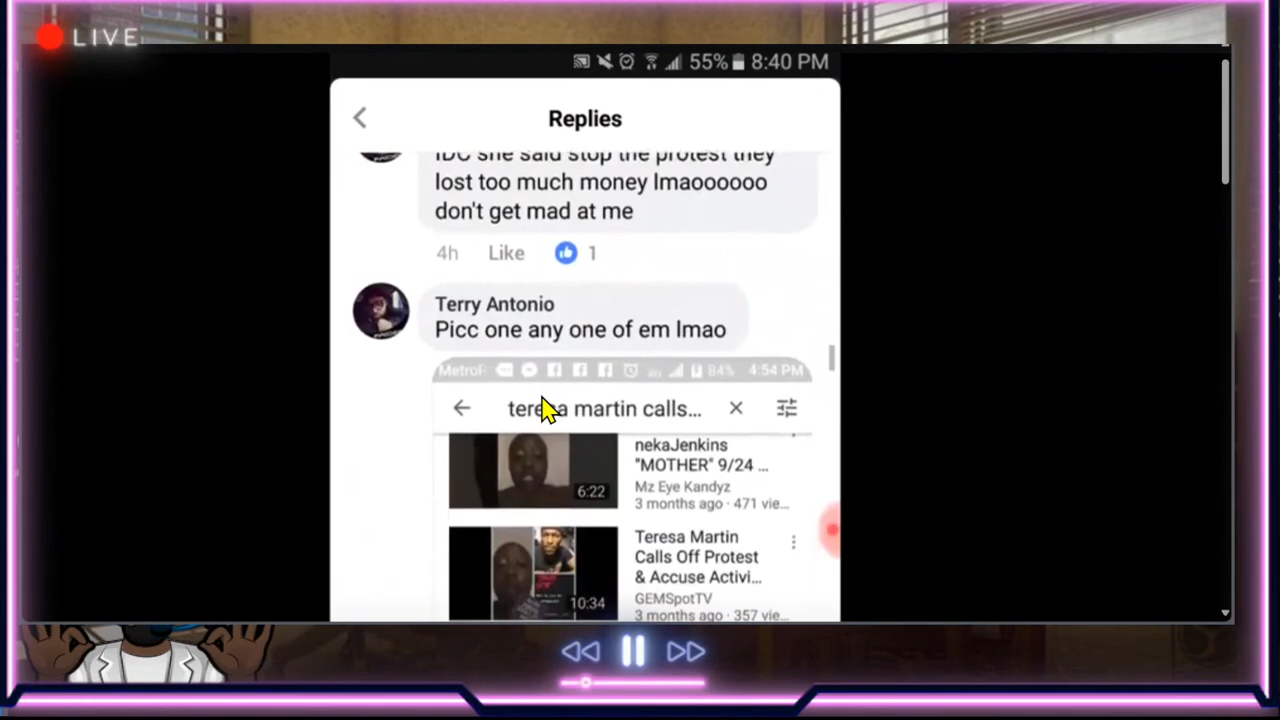 LIVE
55% 8:40 PM
Replies
IDC she said stop the protest they
lost too much money lmaoooooo
don't get mad at me
4h Like 1
Terry Antonio
Picc one any one of em lmao
84% 4:54 PM
teresa martin calls...
nekaJenkins
"MOTHER" 9/24 ...
Mz Eye Kandyz
6:22
3 months ago · 471 vie...
Teresa Martin
Calls Off Protest
& Accuse Activi...
GEMSpotTV
10:34
3 months ago · 357 vie...